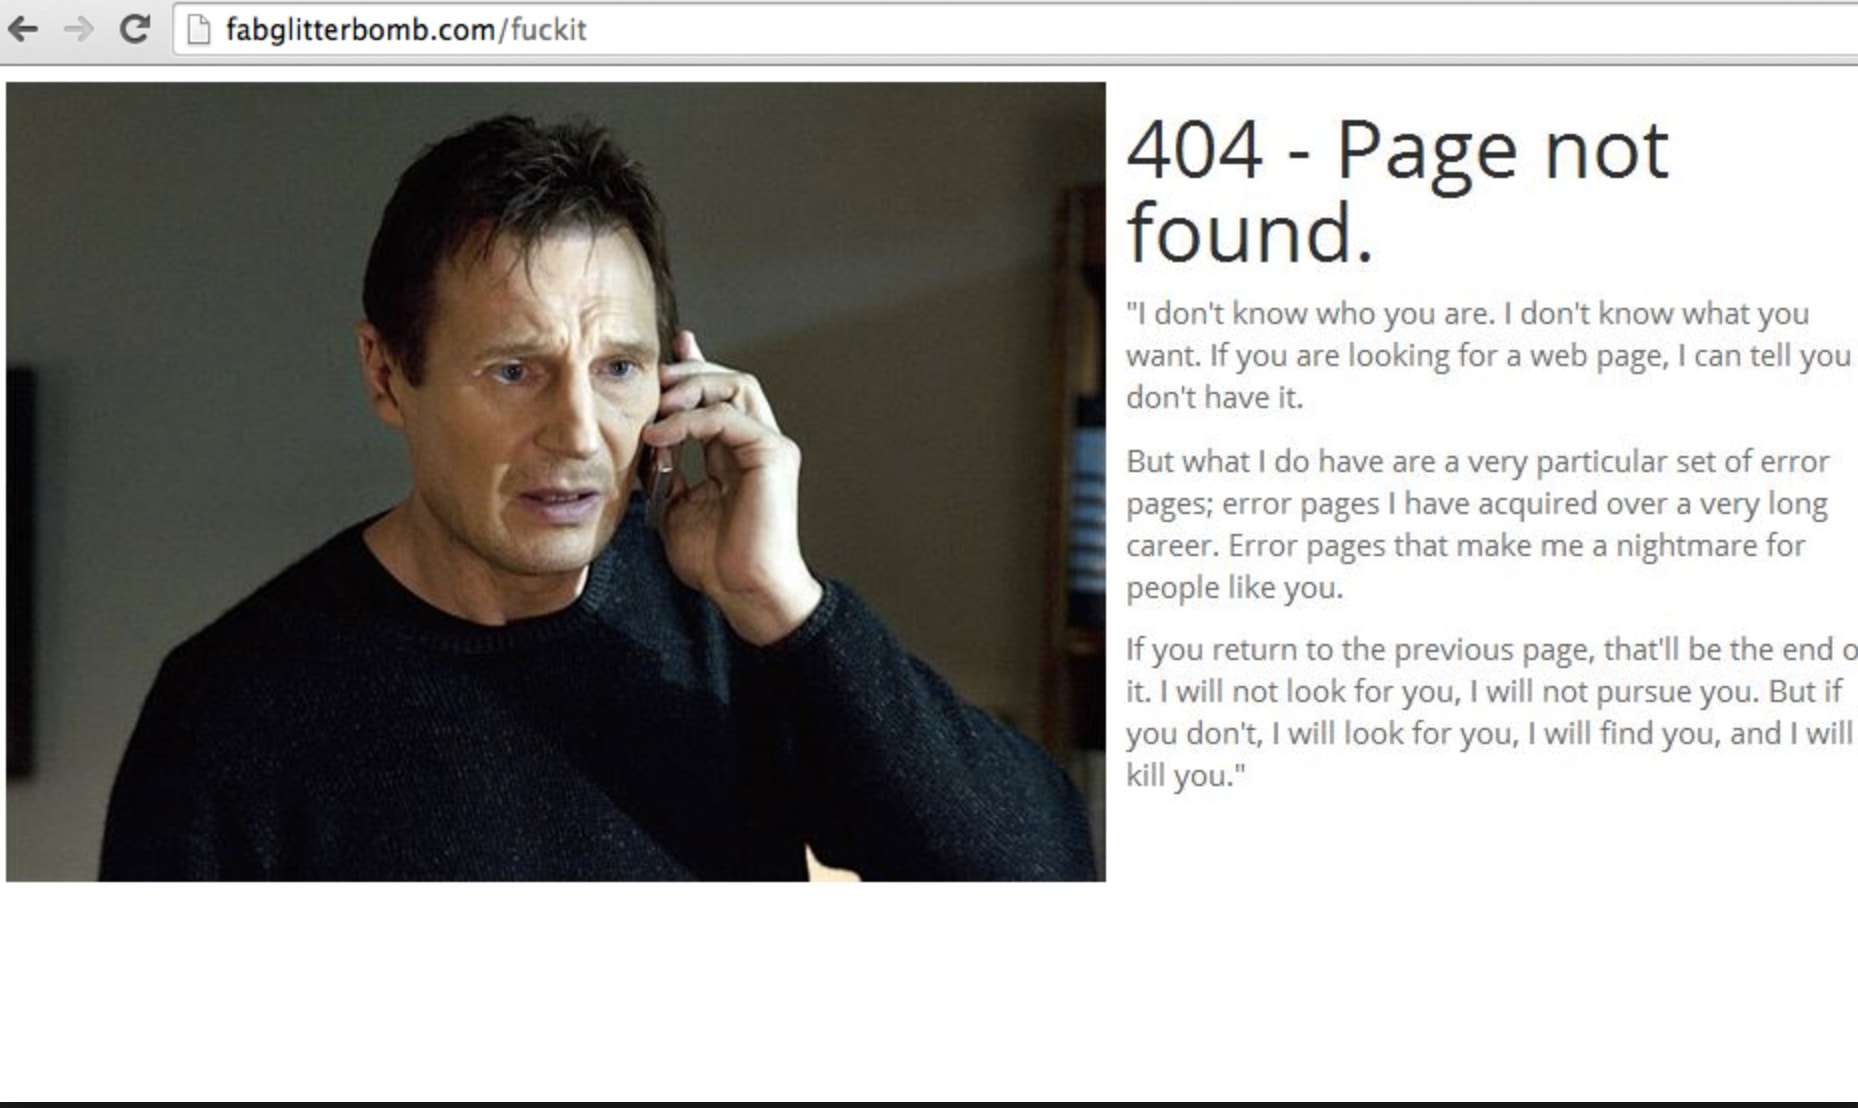 fabglitterbomb.com/fuckit
404 - Page not
found.
"I don't know who you are. I don't know what you
want. If you are looking for a web page, I can tell you I
don't have it.
But what I do have are a very particular set of error
pages; error pages I have acquired over a very long
career. Error pages that make me a nightmare for
people like you.
If you return to the previous page, that'll be the end o
it. I will not look for you, I will not pursue you. But if
you don't, I will look for you, I will find you, and I will
kill you."